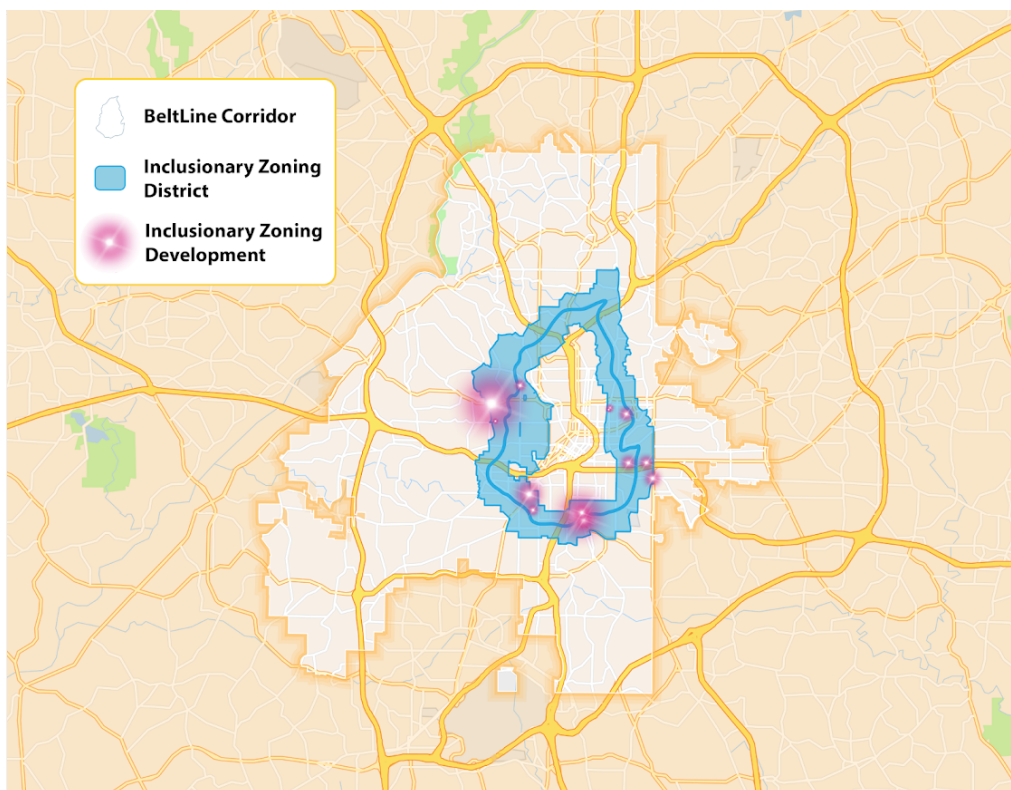 BeltLine Corridor
Inclusionary Zoning
District
Inclusionary Zoning
Development